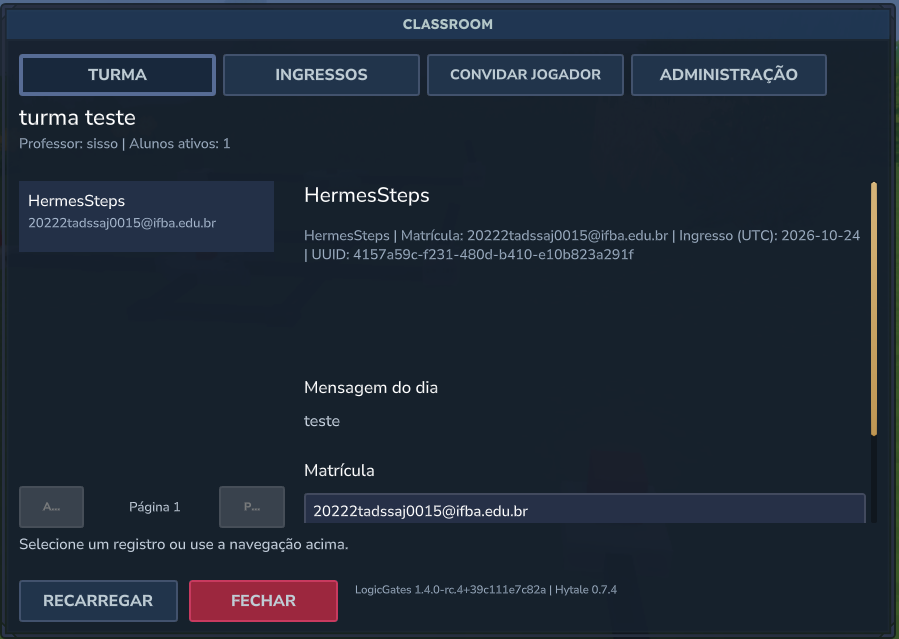 CLASSROOM
TURMA
INGRESSOS
CONVIDAR JOGADOR
ADMINISTRAÇÃO
turma teste
Professor: sisso | Alunos ativos: 1
HermesSteps
20222tadssaj0015@ifba.edu.br
HermesSteps
HermesSteps | Matrícula: 20222tadssaj0015@ifba.edu.br | Ingresso (UTC): 2026-10-24
| UUID: 4157a59c-f231-480d-b410-e10b823a291f
Mensagem do dia
teste
Matrícula
20222tadssaj0015@ifba.edu.br
A...
Página 1
P...
Selecione um registro ou use a navegação acima.
RECARREGAR
FECHAR
LogicGates 1.4.0-rc.4+39c111e7c82a | Hytale 0.7.4